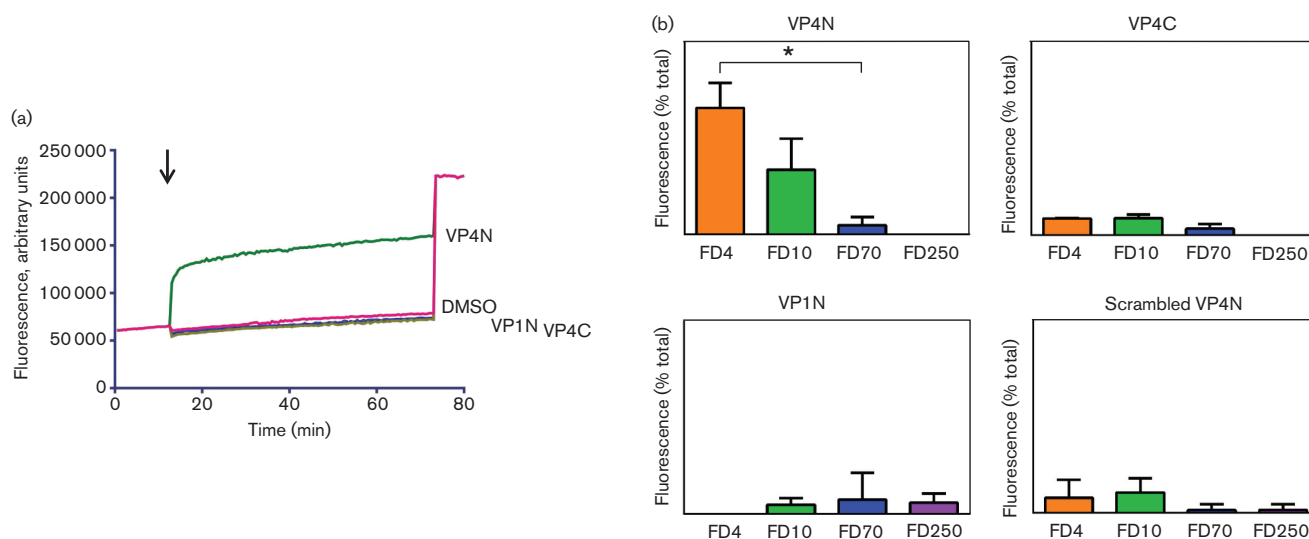 (a)
Fluorescence, arbitrary units
250 000
200 000
150 000
100 000
50 000
0
0
20
40
60
80
Time (min)
VP4N
DMSO
VP1N VP4C
(b)
VP4N
Fluorescence (% total)
*
FD4 FD10 FD70 FD250
VP4C
Fluorescence (% total)
FD4 FD10 FD70 FD250
VP1N
Fluorescence (% total)
FD4 FD10 FD70 FD250
Scrambled VP4N
Fluorescence (% total)
FD4 FD10 FD70 FD250